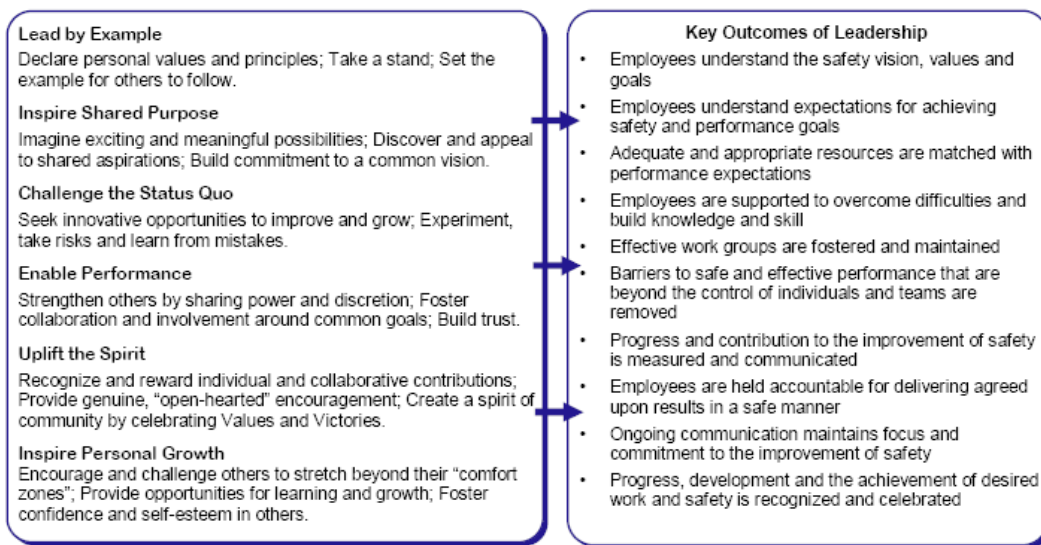 Lead by Example
Declare personal values and principles; Take a stand; Set the
example for others to follow.
Inspire Shared Purpose
Imagine exciting and meaningful possibilities; Discover and appeal
to shared aspirations; Build commitment to a common vision.
Challenge the Status Quo
Seek innovative opportunities to improve and grow; Experiment,
take risks and learn from mistakes.
Enable Performance
Strengthen others by sharing power and discretion; Foster
collaboration and involvement around common goals; Build trust.
Uplift the Spirit
Recognize and reward individual and collaborative contributions;
Provide genuine, “open-hearted” encouragement; Create a spirit of
community by celebrating Values and Victories.
Inspire Personal Growth
Encourage and challenge others to stretch beyond their “comfort
zones”; Provide opportunities for learning and growth; Foster
confidence and self-esteem in others.
Key Outcomes of Leadership
• Employees understand the safety vision, values and
goals
• Employees understand expectations for achieving
safety and performance goals
• Adequate and appropriate resources are matched with
performance expectations
• Employees are supported to overcome difficulties and
build knowledge and skill
• Effective work groups are fostered and maintained
• Barriers to safe and effective performance that are
beyond the control of individuals and teams are
removed
• Progress and contribution to the improvement of safety
is measured and communicated
• Employees are held accountable for delivering agreed
upon results in a safe manner
• Ongoing communication maintains focus and
commitment to the improvement of safety
• Progress, development and the achievement of desired
work and safety is recognized and celebrated